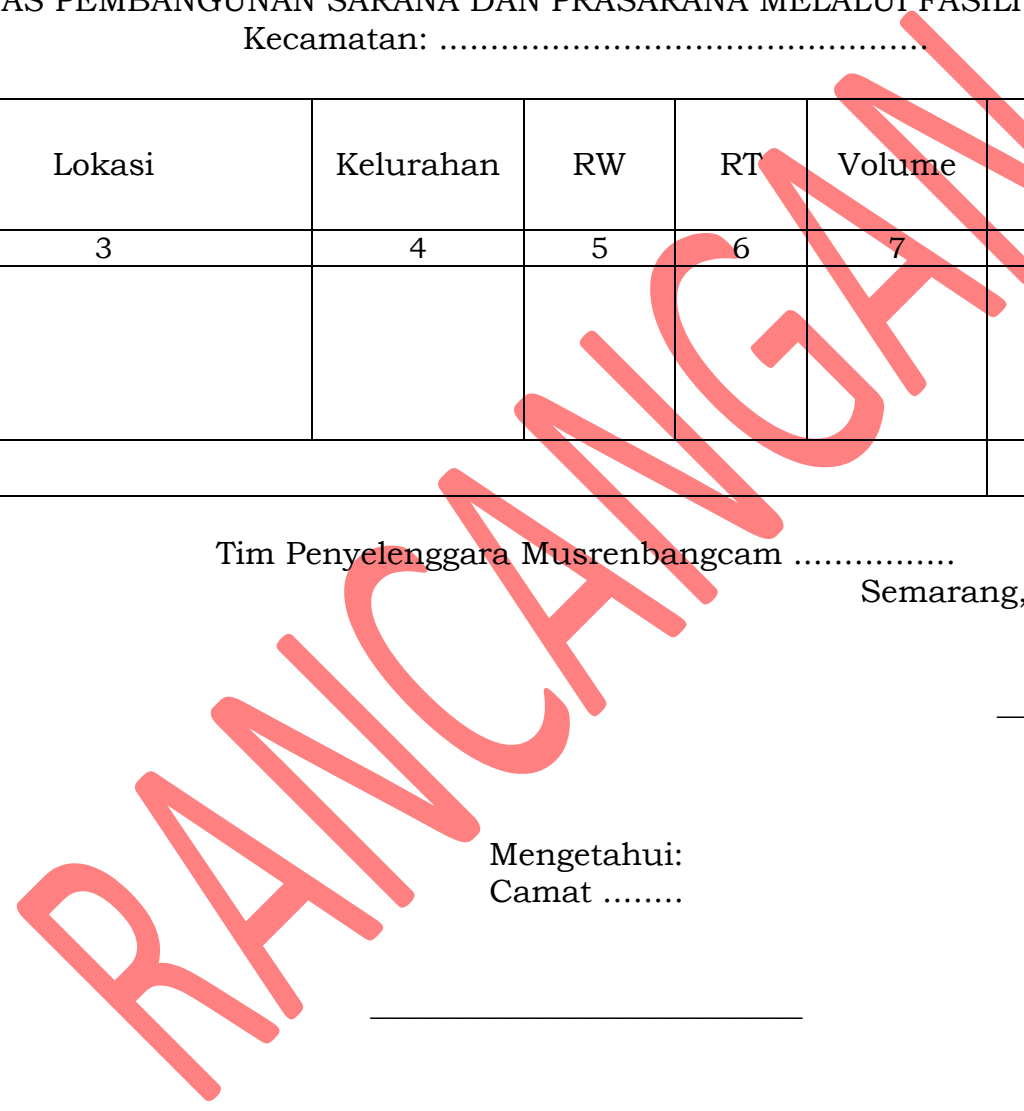 AS PEMBANGUNAN SARANA DAN PRASARANA MELALUI FASILI
Kecamatan: ................................................
Lokasi Kelurahan RW RT Volume
3 4 5 6 7
Tim Penyelenggara Musrenbangcam ................
Semarang,
Mengetahui:
Camat ........
RANCANGAN